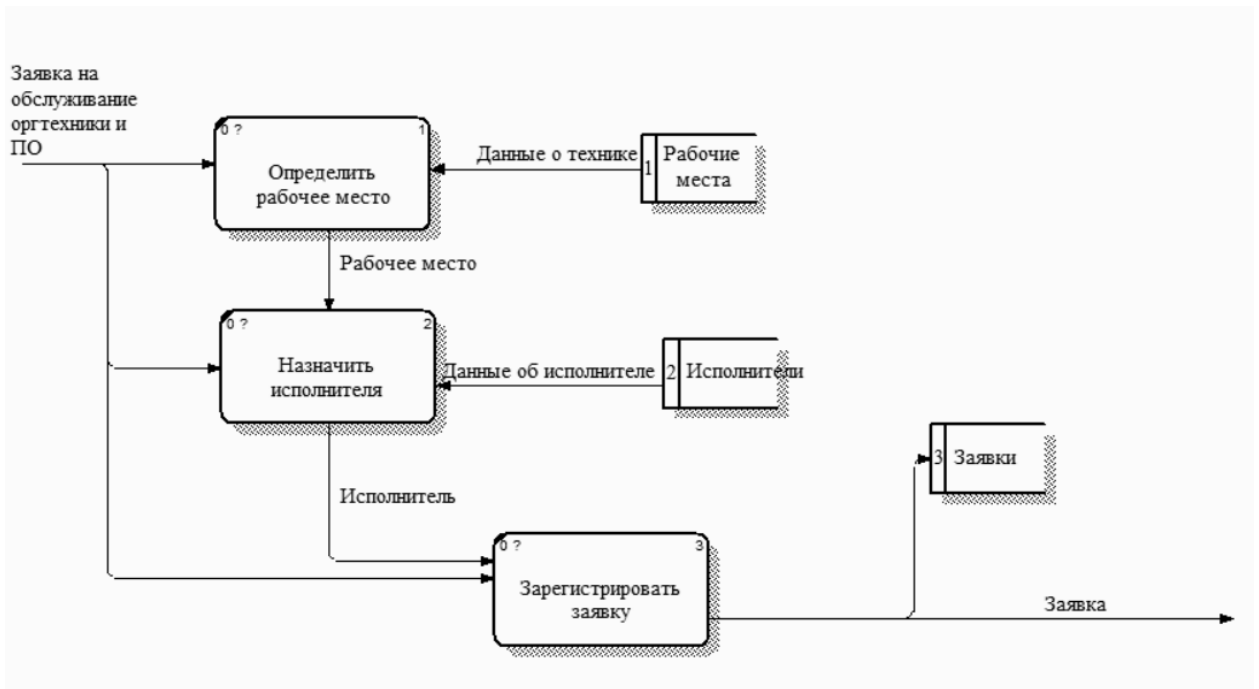 Заявка на
обслуживание
оргтехники и
ПО
0 ?
1
Определить
рабочее место
Данные о технике
1
Рабочие
места
Рабочее место
0 ?
2
Назначить
исполнителя
Данные об исполнителе
2
Исполнители
Исполнитель
3
Заявки
0 ?
3
Зарегистрировать
заявку
Заявка